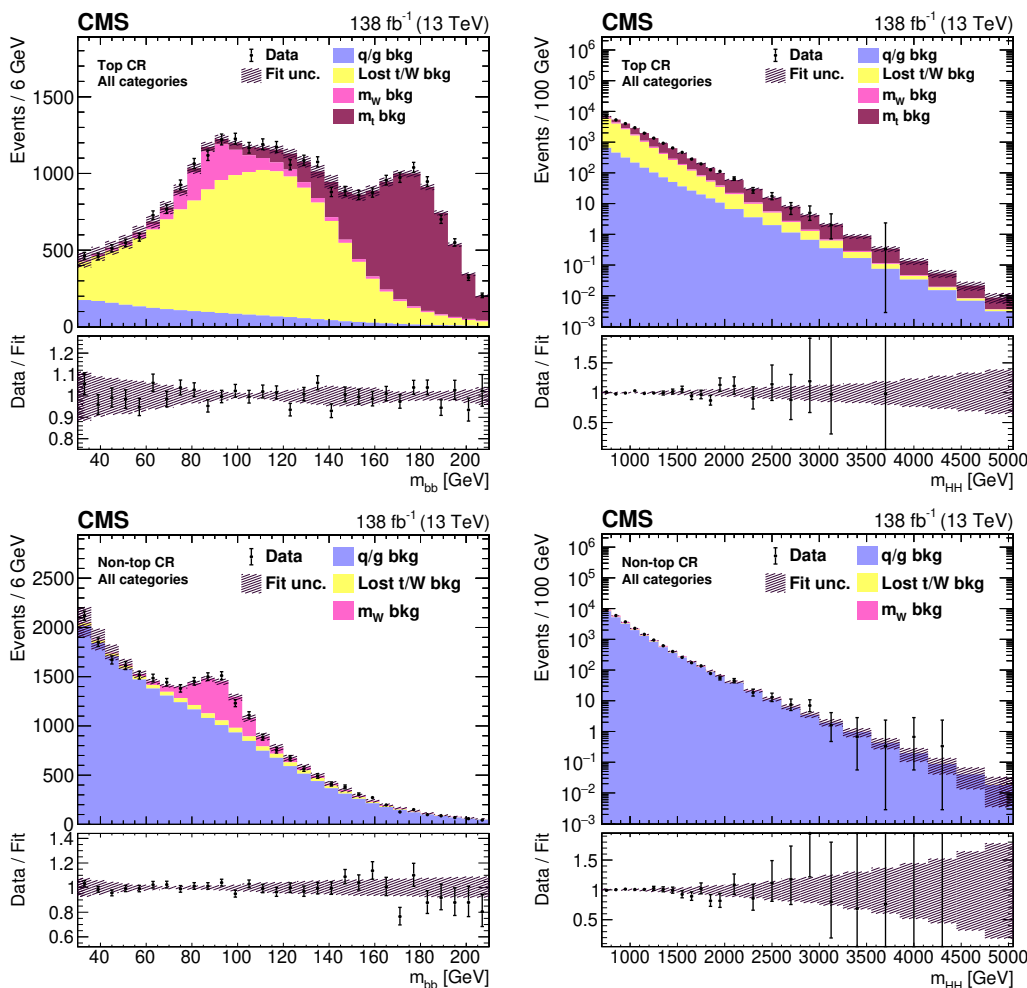 CMS 138 fb⁻¹ (13 TeV)
Events / 6 GeV
Top CR
All categories
Data
Fit unc.
q/g bkg
Lost t/W bkg
m_W bkg
m_t bkg
1500
1000
500
0
Data / Fit
1.2
1.1
1
0.9
0.8
40 60 80 100 120 140 160 180 200
m_bb [GeV]
CMS 138 fb⁻¹ (13 TeV)
Events / 100 GeV
Top CR
All categories
Data
Fit unc.
q/g bkg
Lost t/W bkg
m_W bkg
m_t bkg
10⁶
10⁵
10⁴
10³
10²
10
1
10⁻¹
10⁻²
10⁻³
Data / Fit
1.5
1
0.5
1000 1500 2000 2500 3000 3500 4000 4500 5000
m_HH [GeV]
CMS 138 fb⁻¹ (13 TeV)
Events / 6 GeV
Non-top CR
All categories
Data
Fit unc.
q/g bkg
Lost t/W bkg
m_W bkg
2500
2000
1500
1000
500
0
Data / Fit
1.4
1.2
1
0.8
0.6
40 60 80 100 120 140 160 180 200
m_bb [GeV]
CMS 138 fb⁻¹ (13 TeV)
Events / 100 GeV
Non-top CR
All categories
Data
Fit unc.
q/g bkg
Lost t/W bkg
m_W bkg
10⁶
10⁵
10⁴
10³
10²
10
1
10⁻¹
10⁻²
10⁻³
Data / Fit
1.5
1
0.5
1000 1500 2000 2500 3000 3500 4000 4500 5000
m_HH [GeV]